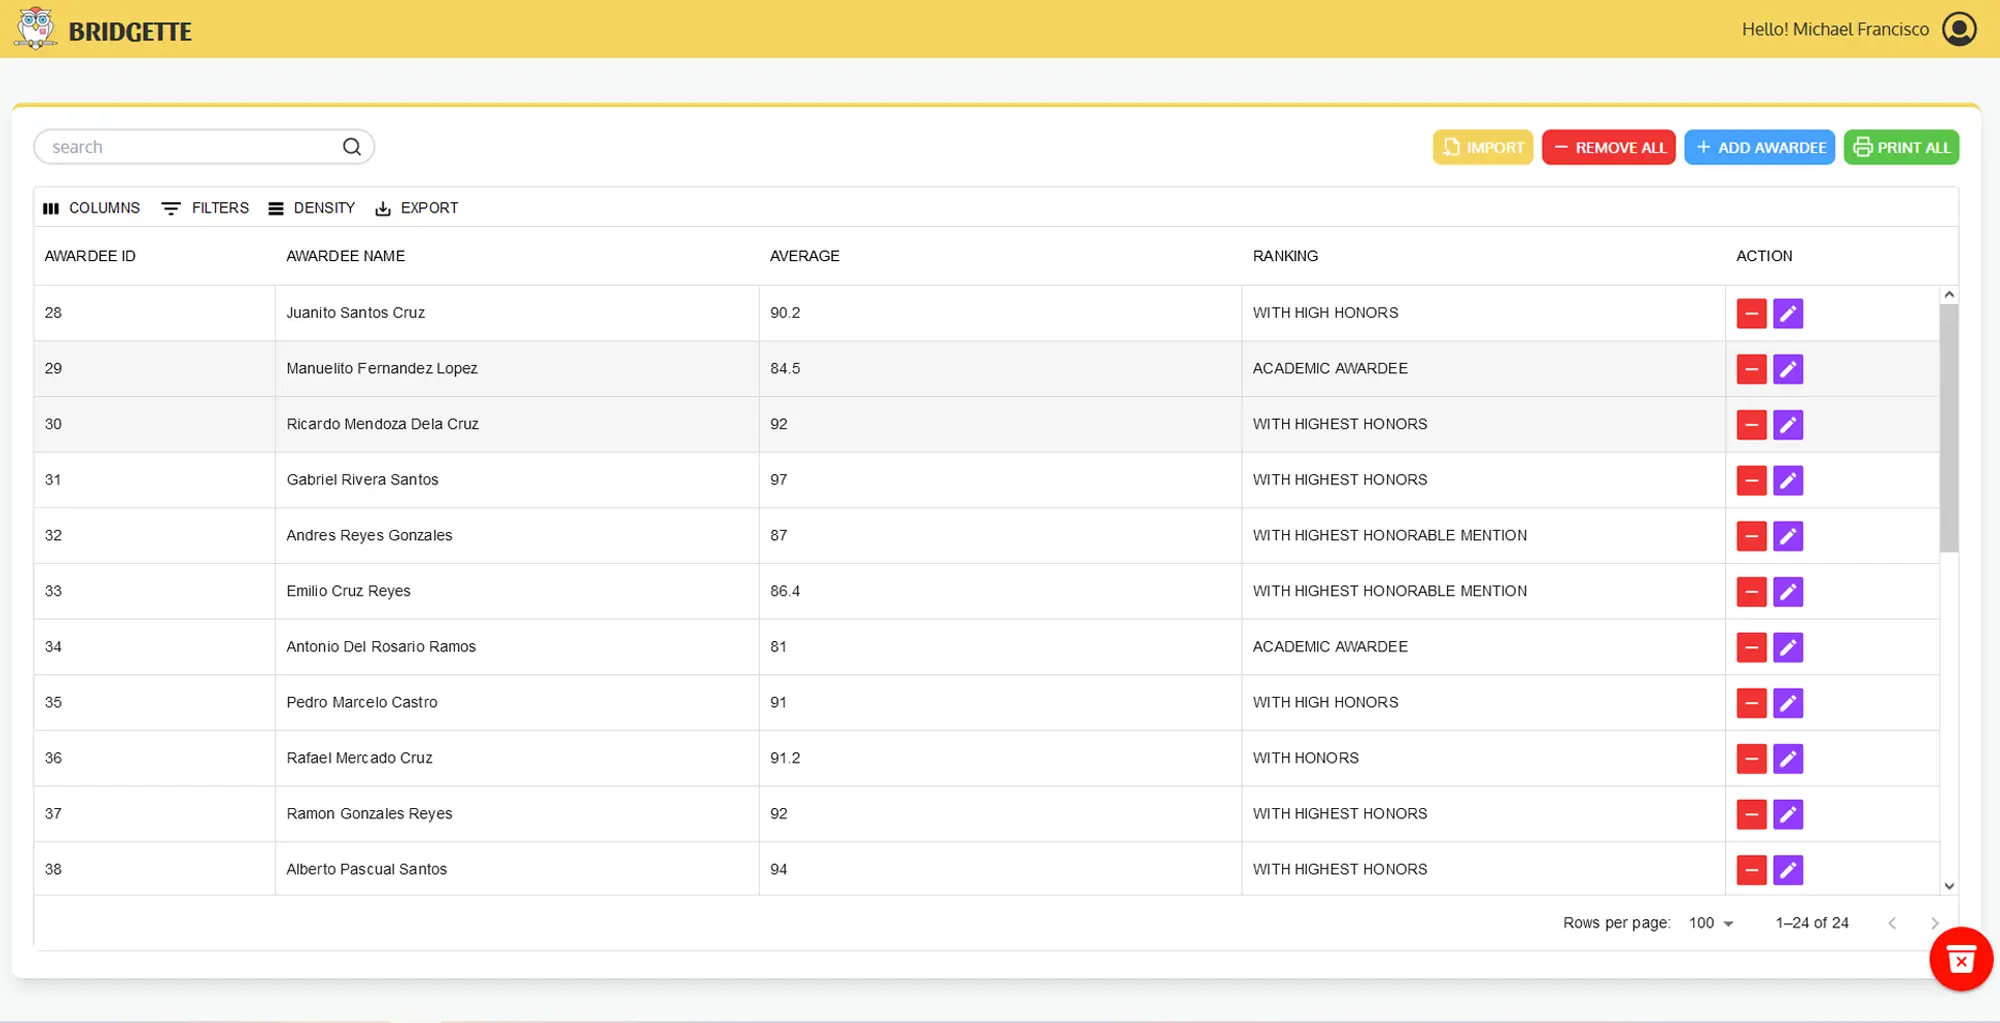 BRIDGETTE
Hello! Michael Francisco
search
IMPORT
REMOVE ALL
ADD AWARDEE
PRINT ALL
COLUMNS FILTERS DENSITY EXPORT
AWARDEE ID AWARDEE NAME AVERAGE RANKING ACTION
28 Juanito Santos Cruz 90.2 WITH HIGH HONORS
29 Manuelito Fernandez Lopez 84.5 ACADEMIC AWARDEE
30 Ricardo Mendoza Dela Cruz 92 WITH HIGHEST HONORS
31 Gabriel Rivera Santos 97 WITH HIGHEST HONORS
32 Andres Reyes Gonzales 87 WITH HIGHEST HONORABLE MENTION
33 Emilio Cruz Reyes 86.4 WITH HIGHEST HONORABLE MENTION
34 Antonio Del Rosario Ramos 81 ACADEMIC AWARDEE
35 Pedro Marcelo Castro 91 WITH HIGH HONORS
36 Rafael Mercado Cruz 91.2 WITH HONORS
37 Ramon Gonzales Reyes 92 WITH HIGHEST HONORS
38 Alberto Pascual Santos 94 WITH HIGHEST HONORS
Rows per page: 100 1–24 of 24